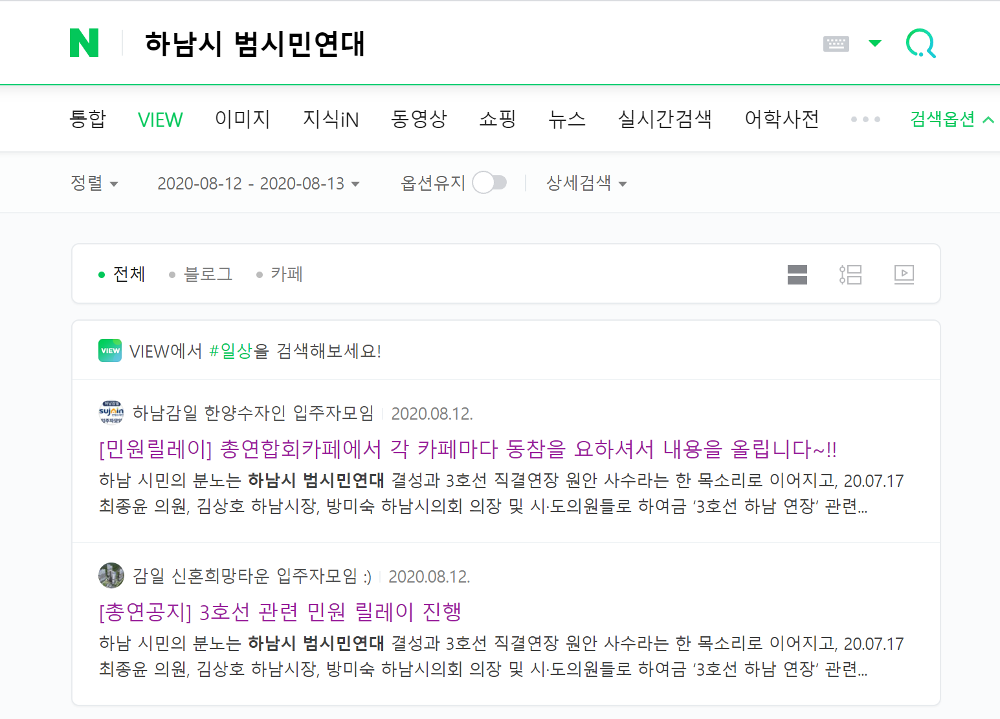 N 하남시 범시민연대
통합 VIEW 이미지 지식iN 동영상 쇼핑 뉴스 실시간검색 어학사전 검색옵션
정렬 2020-08-12 - 2020-08-13 옵션유지 상세검색
전체 블로그 카페
VIEW VIEW에서 #일상을 검색해보세요!
하남감일 sujain 입주자모임 하남감일 한양수자인 입주자모임 2020.08.12.
[민원릴레이] 총연합회카페에서 각 카페마다 동참을 요하셔서 내용을 올립니다~!!
하남 시민의 분노는 하남시 범시민연대 결성과 3호선 직결연장 원안 사수라는 한 목소리로 이어지고, 20.07.17
최종윤 의원, 김상호 하남시장, 방미숙 하남시의회 의장 및 시·도의원들로 하여금 ‘3호선 하남 연장’ 관련...
감일 신혼희망타운 입주자모임 :) 2020.08.12.
[총연공지] 3호선 관련 민원 릴레이 진행
하남 시민의 분노는 하남시 범시민연대 결성과 3호선 직결연장 원안 사수라는 한 목소리로 이어지고, 20.07.17
최종윤 의원, 김상호 하남시장, 방미숙 하남시의회 의장 및 시·도의원들로 하여금 ‘3호선 하남 연장’ 관련...